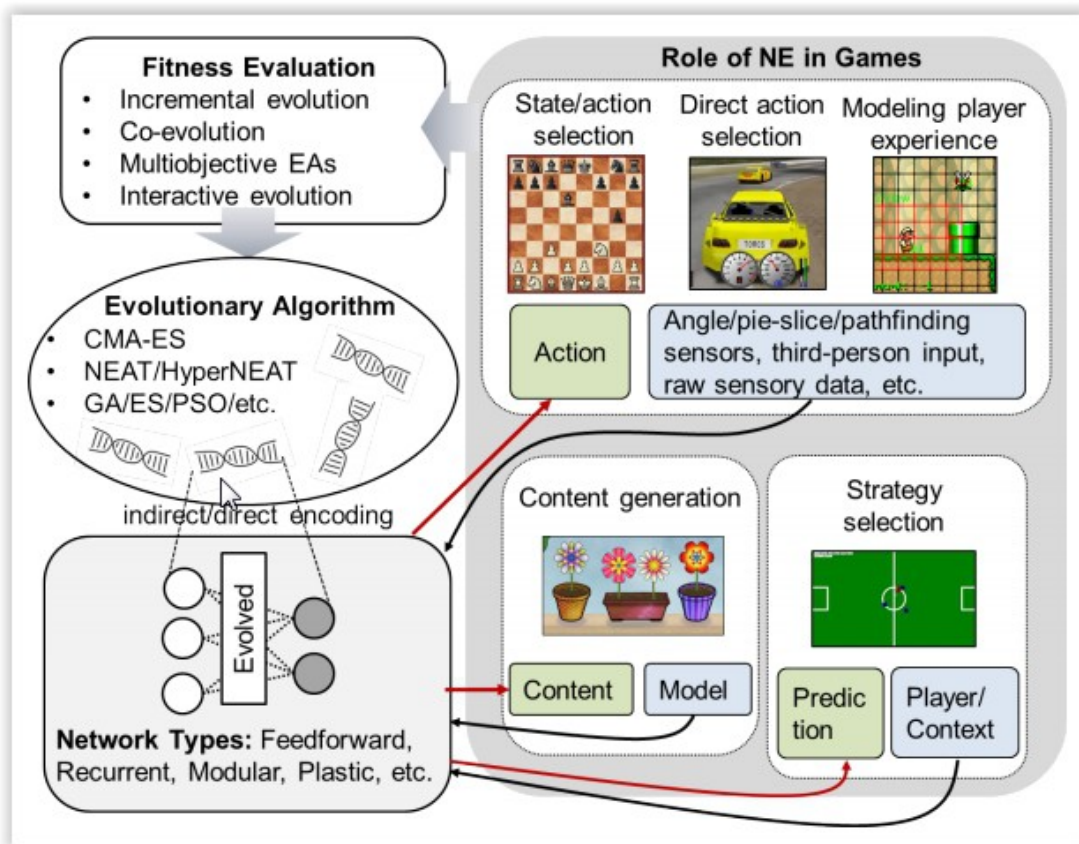 Fitness Evaluation
• Incremental evolution
• Co-evolution
• Multiobjective EAs
• Interactive evolution
Evolutionary Algorithm
• CMA-ES
• NEAT/HyperNEAT
• GA/ES/PSO/etc.
indirect/direct encoding
Evolved
Network Types: Feedforward,
Recurrent, Modular, Plastic, etc.
Role of NE in Games
State/action
selection
Direct action
selection
Modeling player
experience
TORCS
Action
Angle/pie-slice/pathfinding
sensors, third-person input,
raw sensory data, etc.
Content generation
Content
Model
Strategy
selection
Predic
tion
Player/
Context